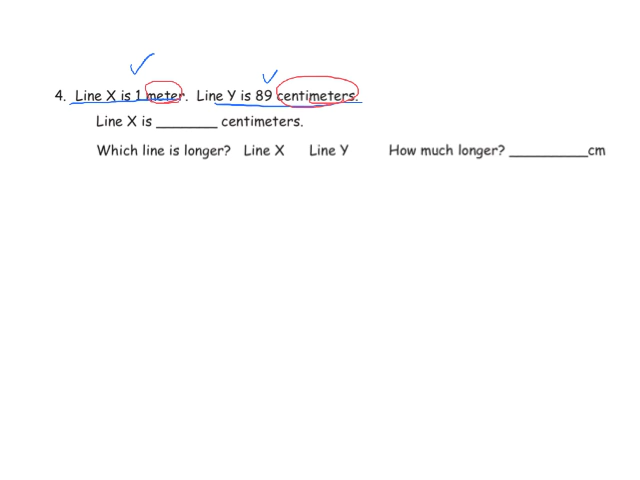 4. Line X is 1 meter. Line Y is 89 centimeters.
Line X is _______ centimeters.
Which line is longer? Line X Line Y How much longer? __________cm